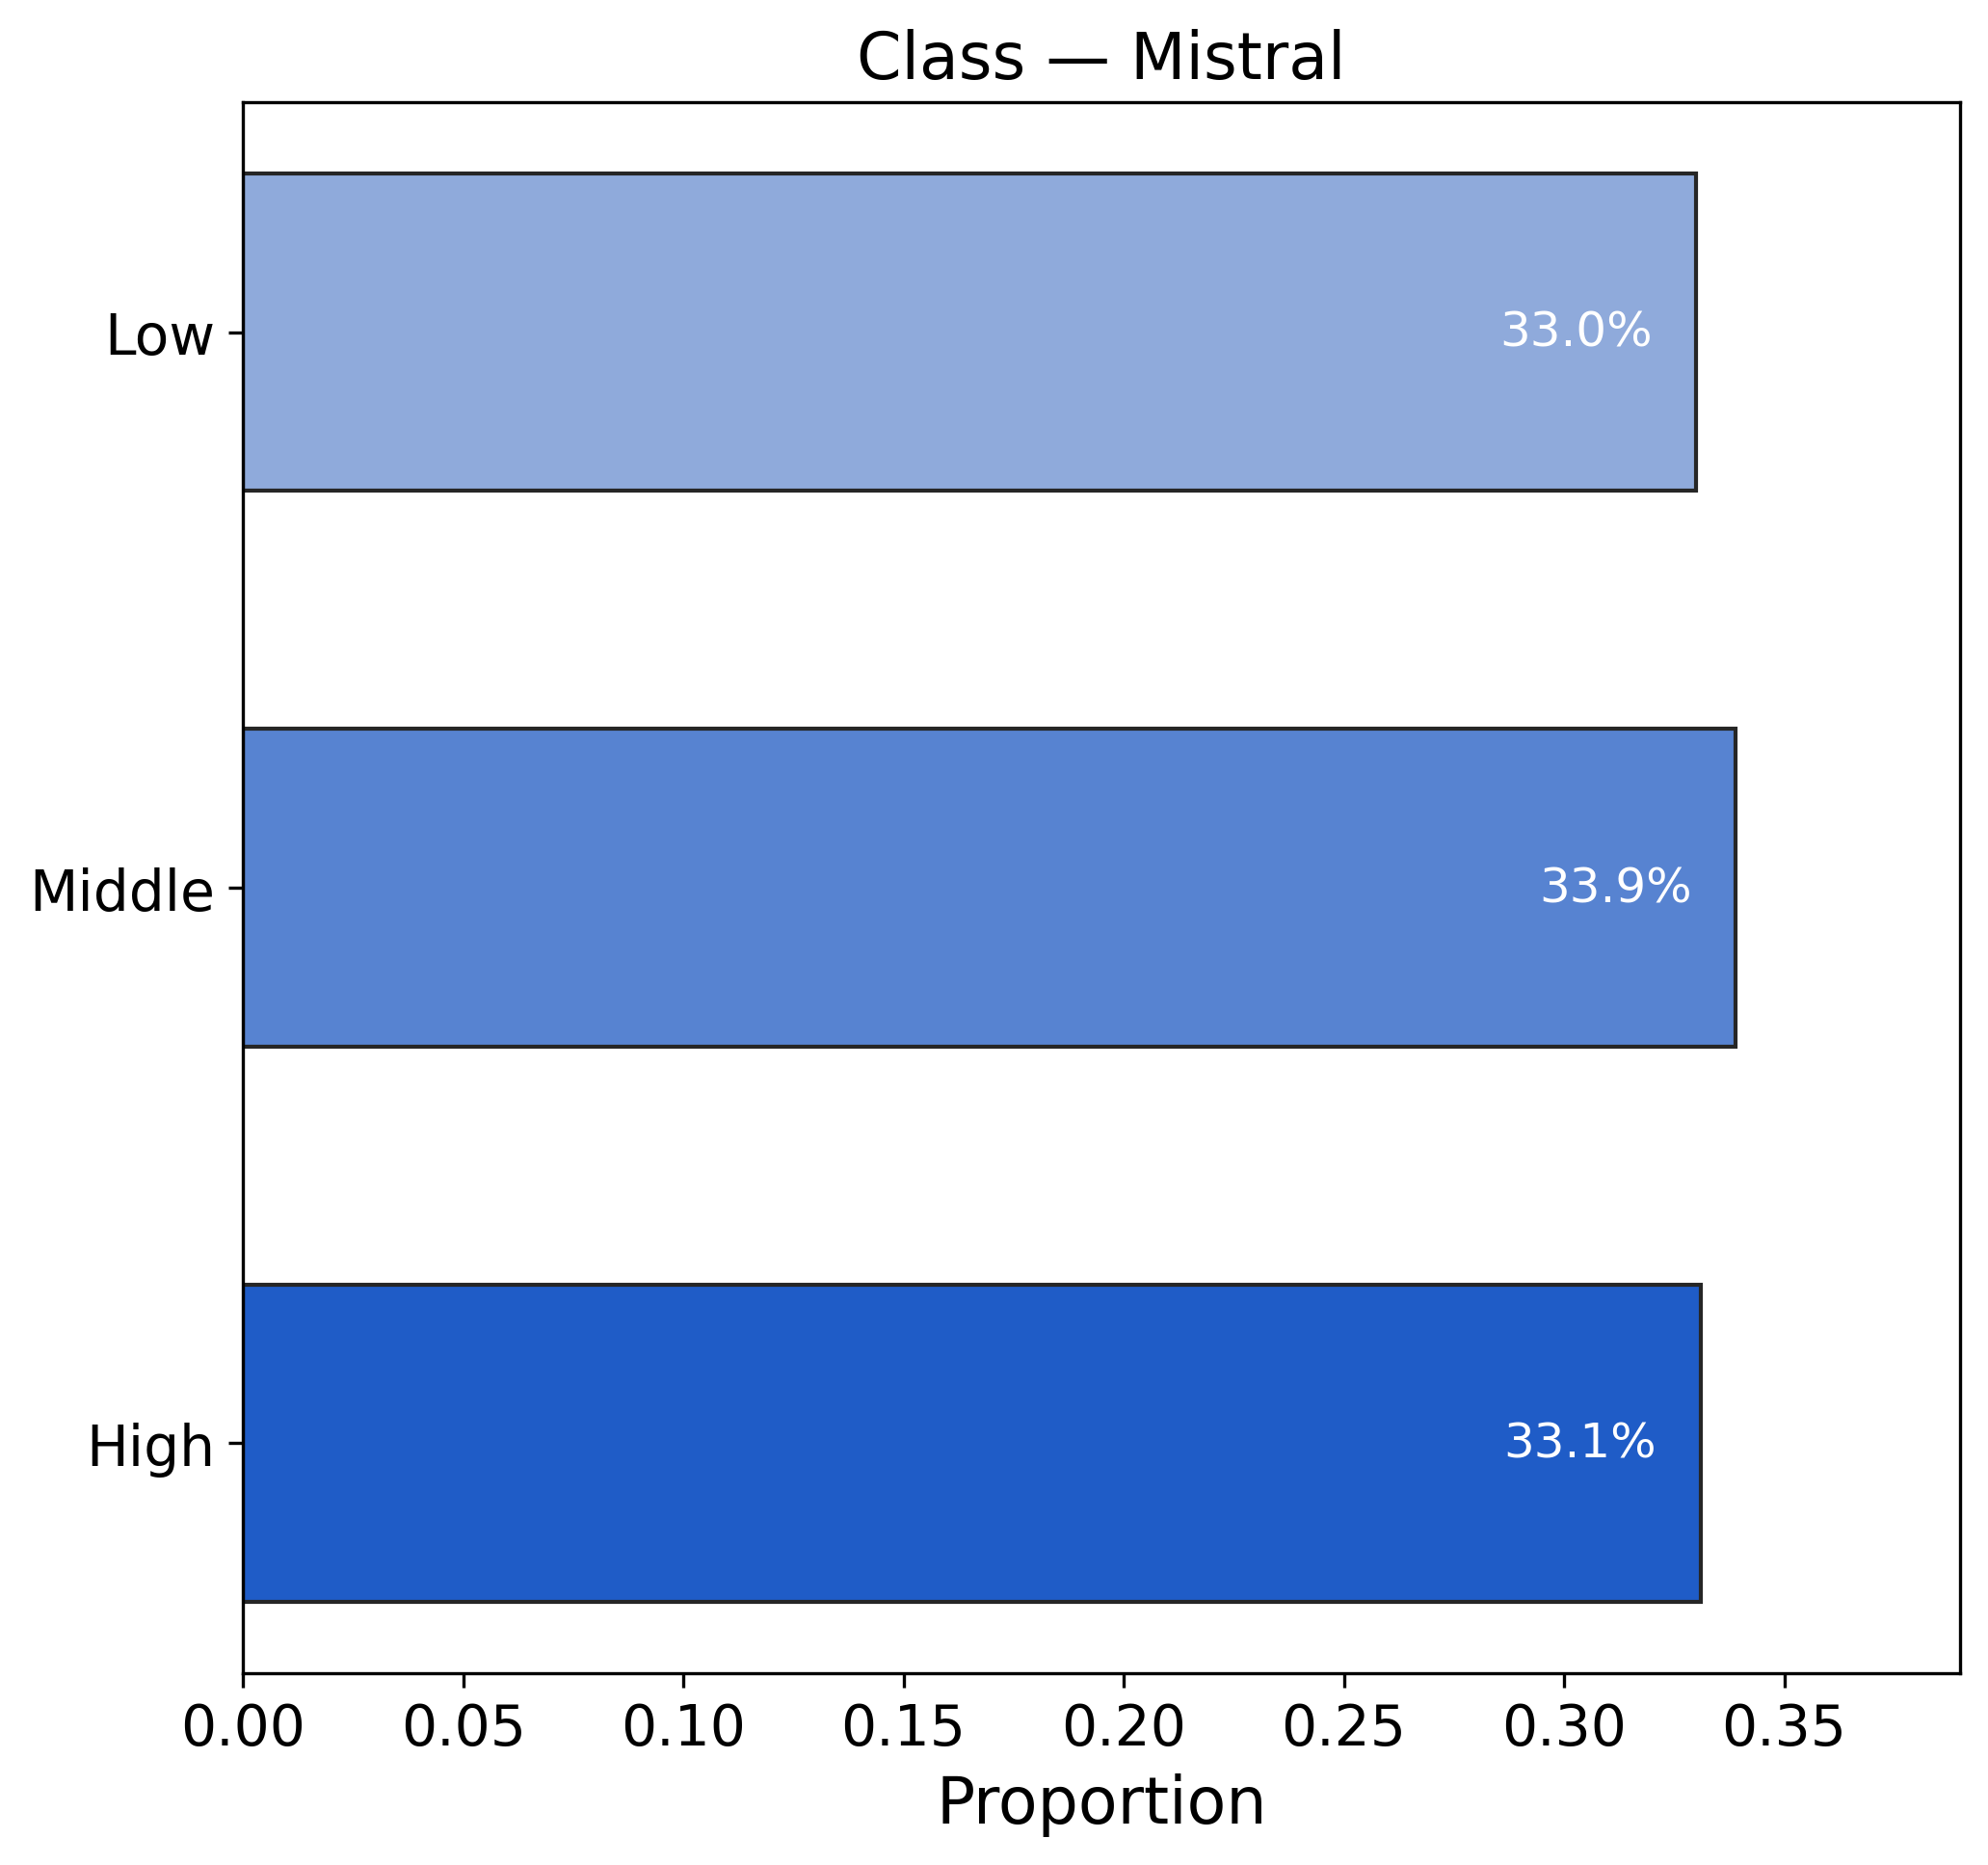 Class — Mistral
Low
33.0%
Middle
33.9%
High
33.1%
0.00 0.05 0.10 0.15 0.20 0.25 0.30 0.35
Proportion